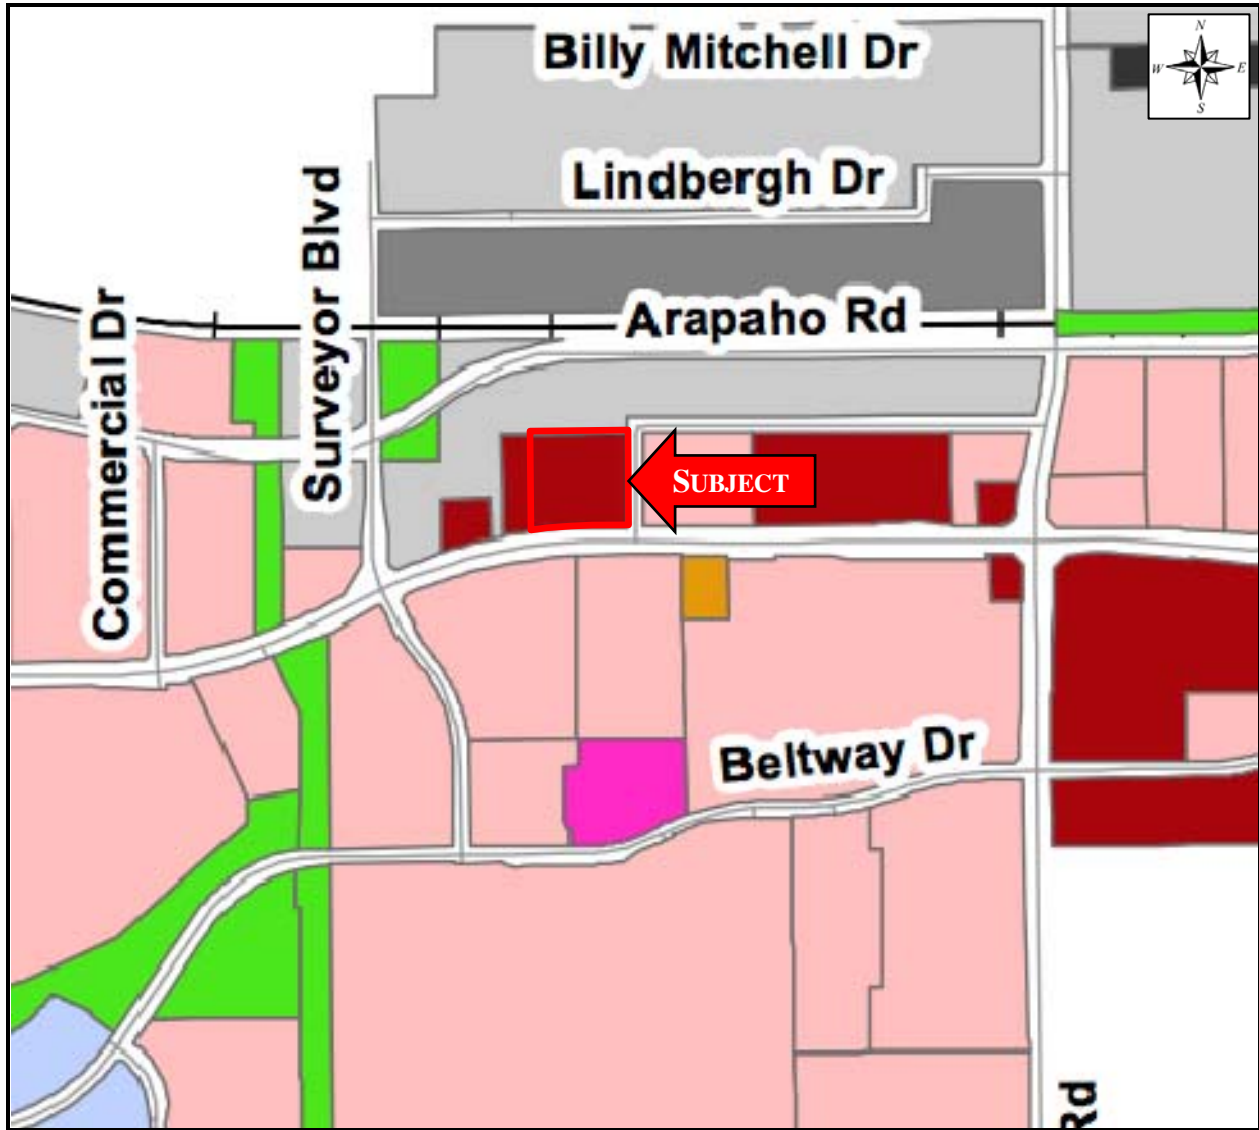 Billy Mitchell Dr
N
W
E
S
Lindbergh Dr
Surveyor Blvd
Commercial Dr
Arapaho Rd
SUBJECT
Beltway Dr
Rd